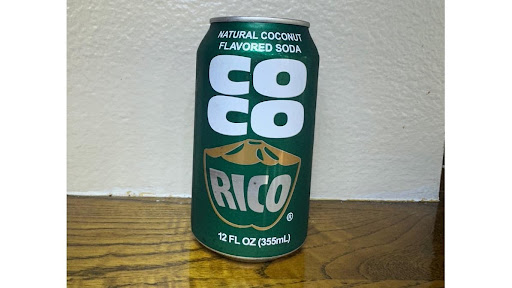 NATURAL COCONUT
FLAVORED SODA
CO
CO
RICO
®
12 FL OZ (355mL)